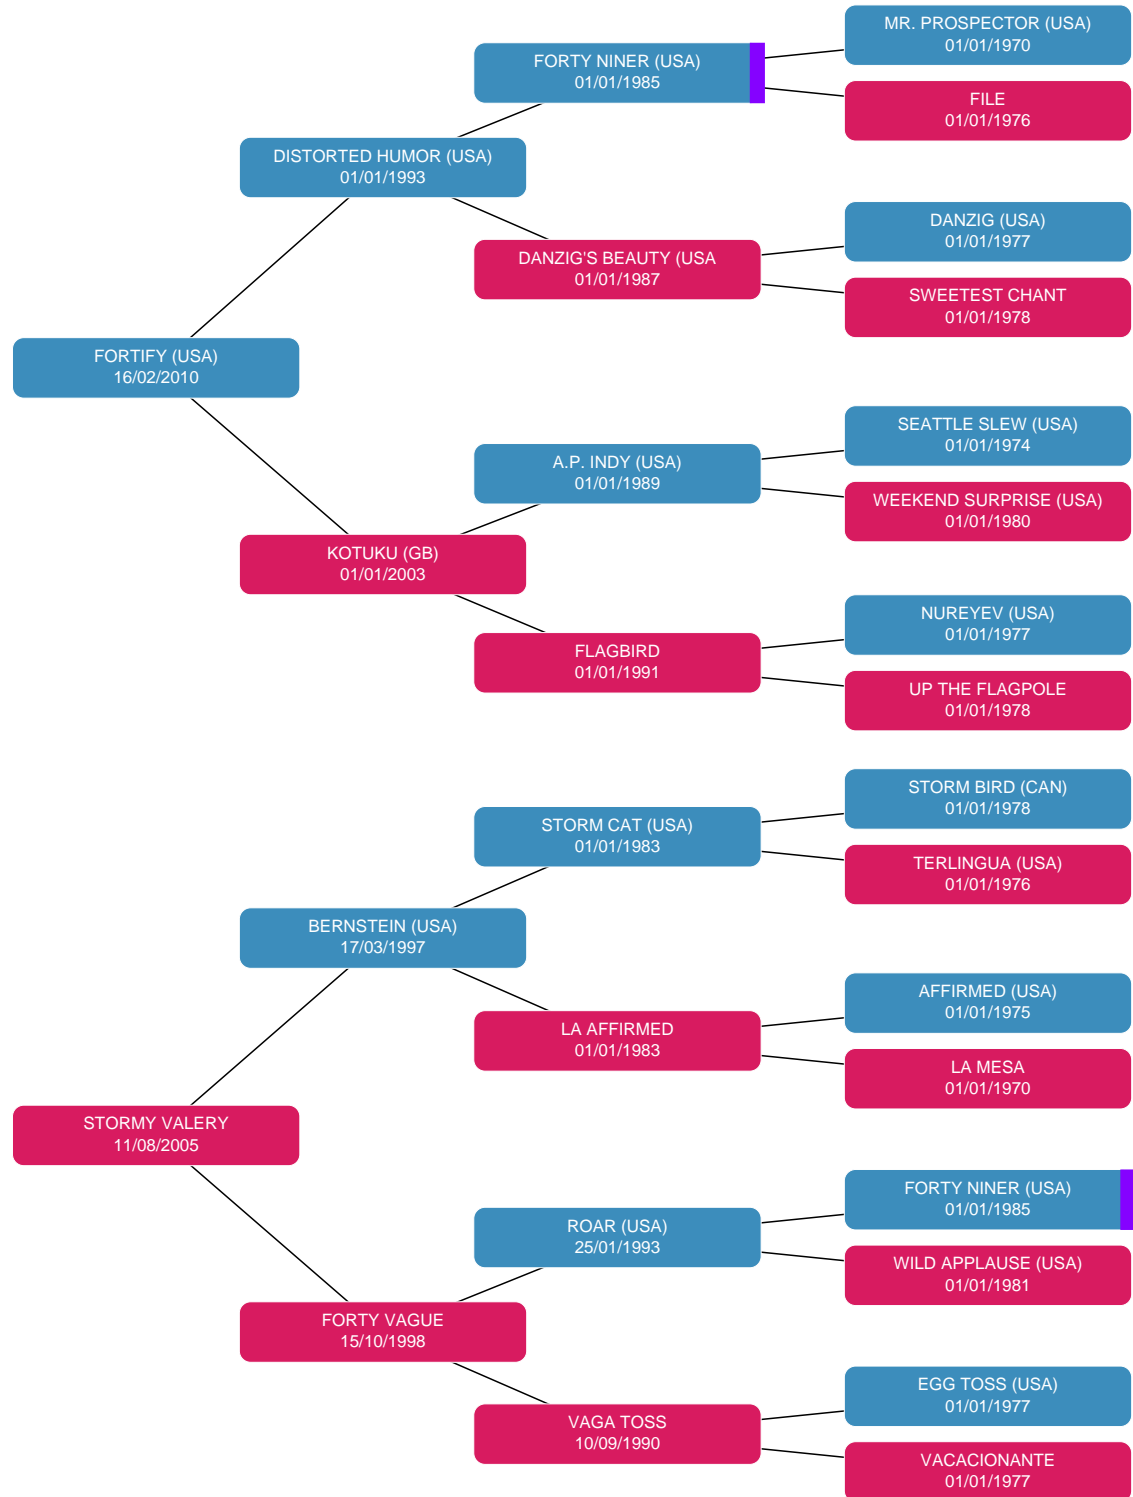 MR. PROSPECTOR (USA)
01/01/1970
FORTY NINER (USA)
01/01/1985
FILE
01/01/1976
DISTORTED HUMOR (USA)
01/01/1993
DANZIG (USA)
01/01/1977
DANZIG'S BEAUTY (USA
01/01/1987
SWEETEST CHANT
01/01/1978
FORTIFY (USA)
16/02/2010
SEATTLE SLEW (USA)
01/01/1974
A.P. INDY (USA)
01/01/1989
WEEKEND SURPRISE (USA)
01/01/1980
KOTUKU (GB)
01/01/2003
NUREYEV (USA)
01/01/1977
FLAGBIRD
01/01/1991
UP THE FLAGPOLE
01/01/1978
STORM BIRD (CAN)
01/01/1978
STORM CAT (USA)
01/01/1983
TERLINGUA (USA)
01/01/1976
BERNSTEIN (USA)
17/03/1997
AFFIRMED (USA)
01/01/1975
LA AFFIRMED
01/01/1983
LA MESA
01/01/1970
STORMY VALERY
11/08/2005
FORTY NINER (USA)
01/01/1985
ROAR (USA)
25/01/1993
WILD APPLAUSE (USA)
01/01/1981
FORTY VAGUE
15/10/1998
EGG TOSS (USA)
01/01/1977
VAGA TOSS
10/09/1990
VACACIONANTE
01/01/1977